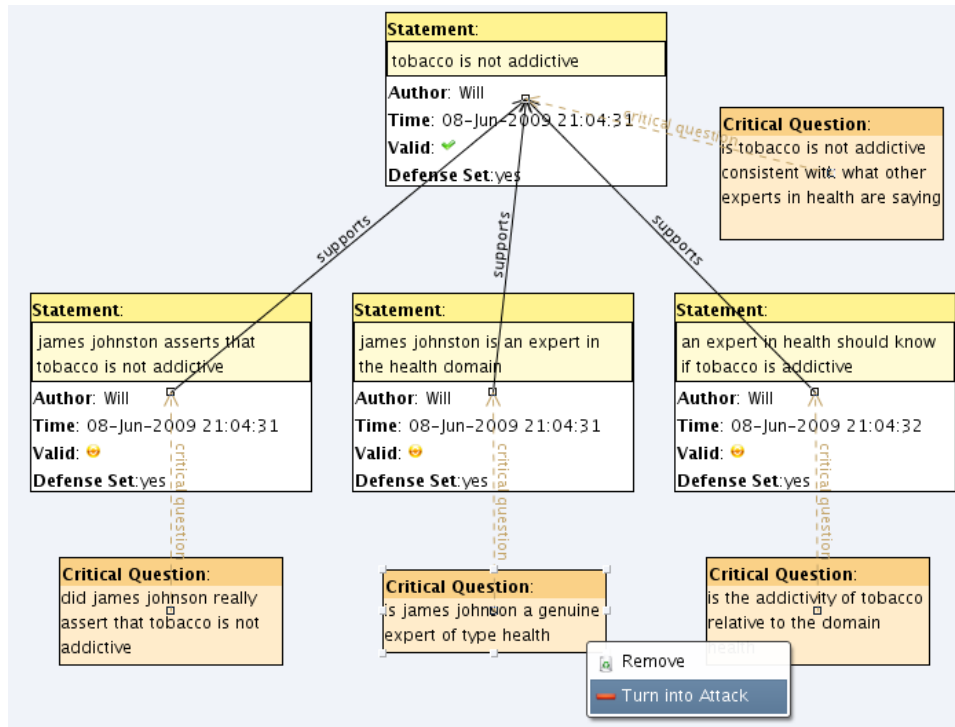 Statement:
tobacco is not addictive
Author: Will
Time: 08-Jun-2009 21:04:31
Valid:
Defense Set:yes
critical question
Critical Question:
is tobacco is not addictive
consistent with what other
experts in health are saying
supports
supports
supports
Statement:
james johnston asserts that
tobacco is not addictive
Author: Will
Time: 08-Jun-2009 21:04:31
Valid:
Defense Set:yes
Statement:
james johnston is an expert in
the health domain
Author: Will
Time: 08-Jun-2009 21:04:31
Valid:
Defense Set:yes
Statement:
an expert in health should know
if tobacco is addictive
Author: Will
Time: 08-Jun-2009 21:04:32
Valid:
Defense Set:yes
critical question
critical question
critical question
Critical Question:
did james johnson really
assert that tobacco is not
addictive
Critical Question:
is james johnson a genuine
expert of type health
Critical Question:
is the addictivity of tobacco
relative to the domain
health
Remove
Turn into Attack